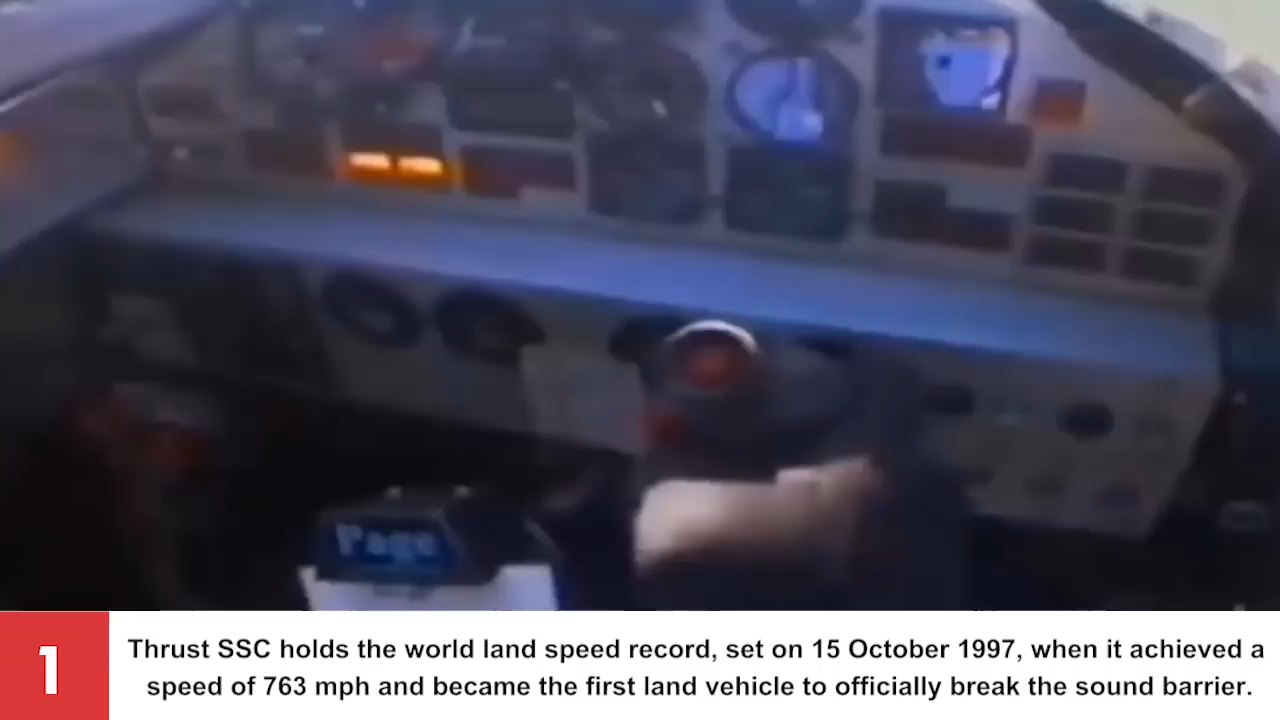 Page
1
Thrust SSC holds the world land speed record, set on 15 October 1997, when it achieved a
speed of 763 mph and became the first land vehicle to officially break the sound barrier.